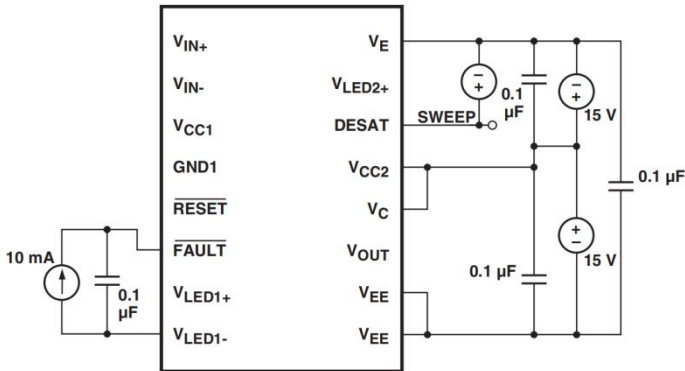 VIN+
VIN-
VCC1
GND1
RESET
FAULT
VLED1+
VLED1-
VE
VLED2+
DESAT
VCC2
VC
VOUT
VEE
VEE
10 mA
0.1
µF
SWEEP
0.1
µF
15 V
0.1 µF
0.1 µF
15 V